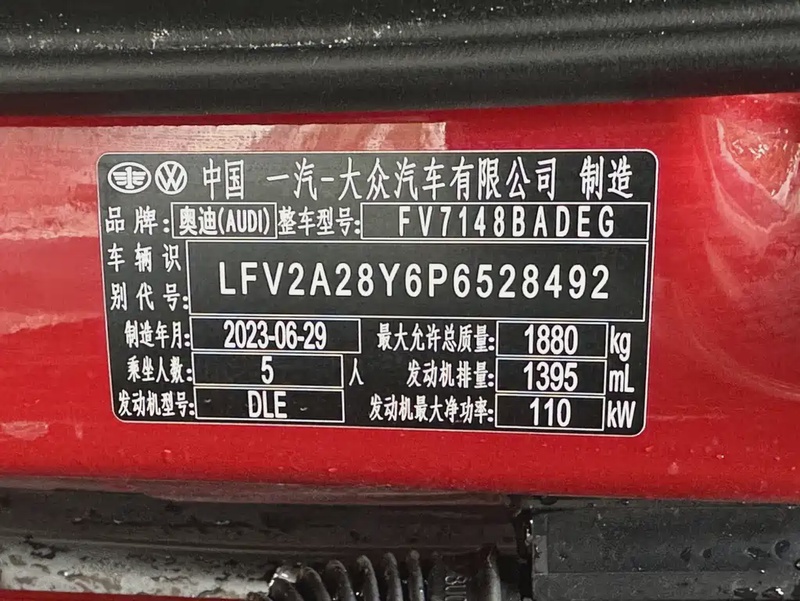 中国 一汽-大众汽车有限公司 制造
品牌: 奥迪(AUDI) 整车型号: FV7148BADEG
车辆识别代号: LFV2A28Y6P6528492
制造年月: 2023-06-29 最大允许总质量: 1880 kg
乘坐人数: 5 人 发动机排量: 1395 mL
发动机型号: DLE 发动机最大净功率: 110 kW